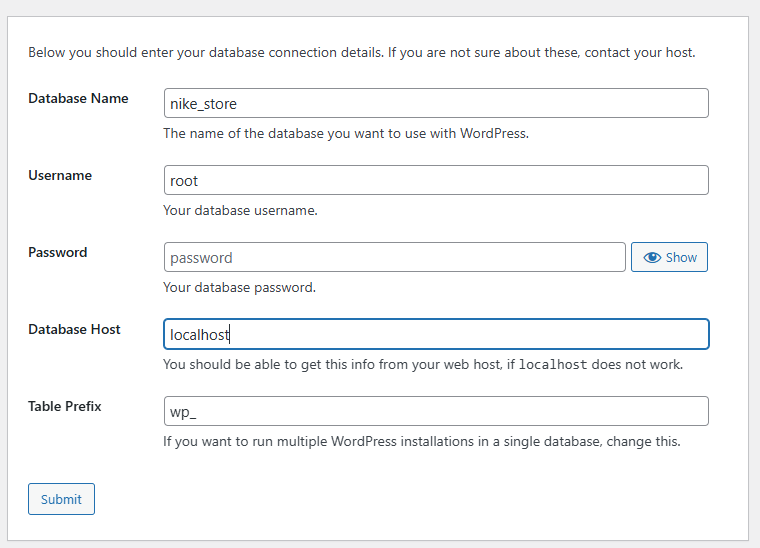 Below you should enter your database connection details. If you are not sure about these, contact your host.
Database Name
nike_store
The name of the database you want to use with WordPress.
Username
root
Your database username.
Password
password
Show
Your database password.
Database Host
localhost
You should be able to get this info from your web host, if localhost does not work.
Table Prefix
wp_
If you want to run multiple WordPress installations in a single database, change this.
Submit